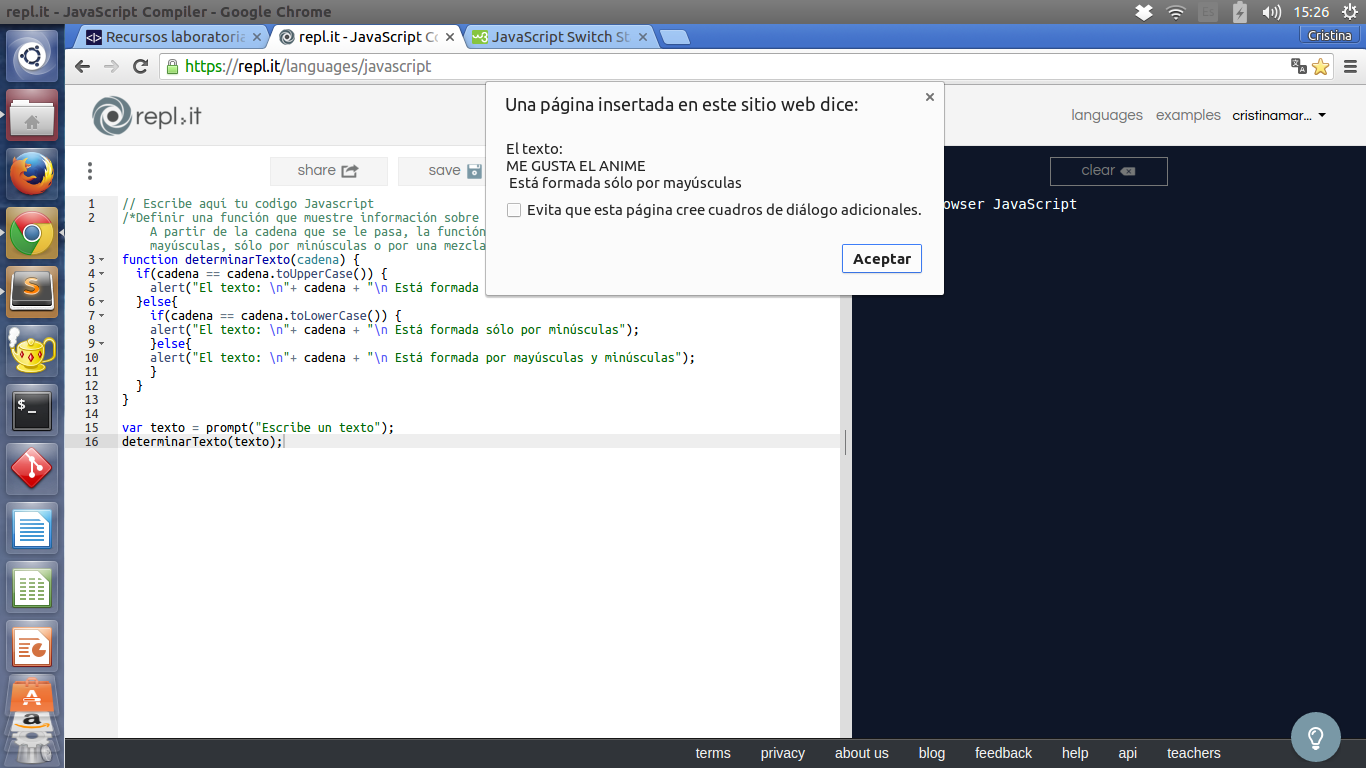 repl.it - JavaScript Compiler - Google Chrome
Es
15:26
Recursos laboratoria
repl.it - JavaScript Co
JavaScript Switch St
Cristina
https://repl.it/languages/javascript
repl.it
languages
examples
cristinamar...
Una página insertada en este sitio web dice:
El texto:
ME GUSTA EL ANIME
Está formada sólo por mayúsculas
Evita que esta página cree cuadros de diálogo adicionales.
Aceptar
share
save
clear
owser JavaScript
1 // Escribe aqui tu codigo Javascript
2 /*Definir una función que muestre información sobre
A partir de la cadena que se le pasa, la función
mayúsculas, sólo por minúsculas o por una mezcla
3 function determinarTexto(cadena) {
4 if(cadena == cadena.toUpperCase()) {
5 alert("El texto: \n"+ cadena + "\n Está formada
6 }else{
7 if(cadena == cadena.toLowerCase()) {
8 alert("El texto: \n"+ cadena + "\n Está formada sólo por minúsculas");
9 }else{
10 alert("El texto: \n"+ cadena + "\n Está formada por mayúsculas y minúsculas");
11 }
12 }
13 }
14
15 var texto = prompt("Escribe un texto");
16 determinarTexto(texto);
terms
privacy
about us
blog
feedback
help
api
teachers